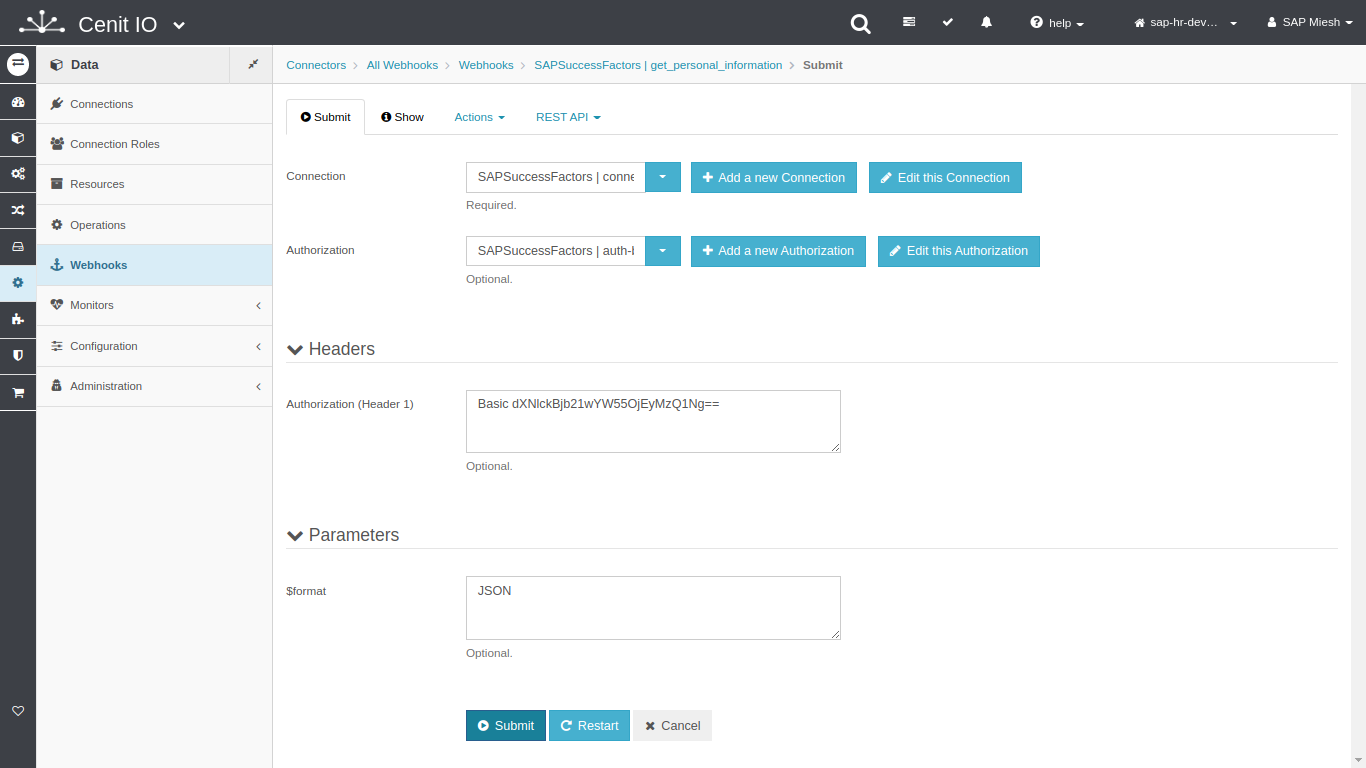 Cenit IO
help
sap-hr-dev…
SAP Miesh
Data
Connectors
All Webhooks
Webhooks
SAPSuccessFactors | get_personal_information
Submit
Connections
Connection Roles
Resources
Operations
Webhooks
Monitors
Configuration
Administration
Submit
Show
Actions
REST API
Connection
SAPSuccessFactors | conne
Add a new Connection
Edit this Connection
Required.
Authorization
SAPSuccessFactors | auth-
Add a new Authorization
Edit this Authorization
Optional.
Headers
Authorization (Header 1)
Basic dXNlckBjb21wYW55OjEyMzQ1Ng==
Optional.
Parameters
$format
JSON
Optional.
Submit
Restart
Cancel